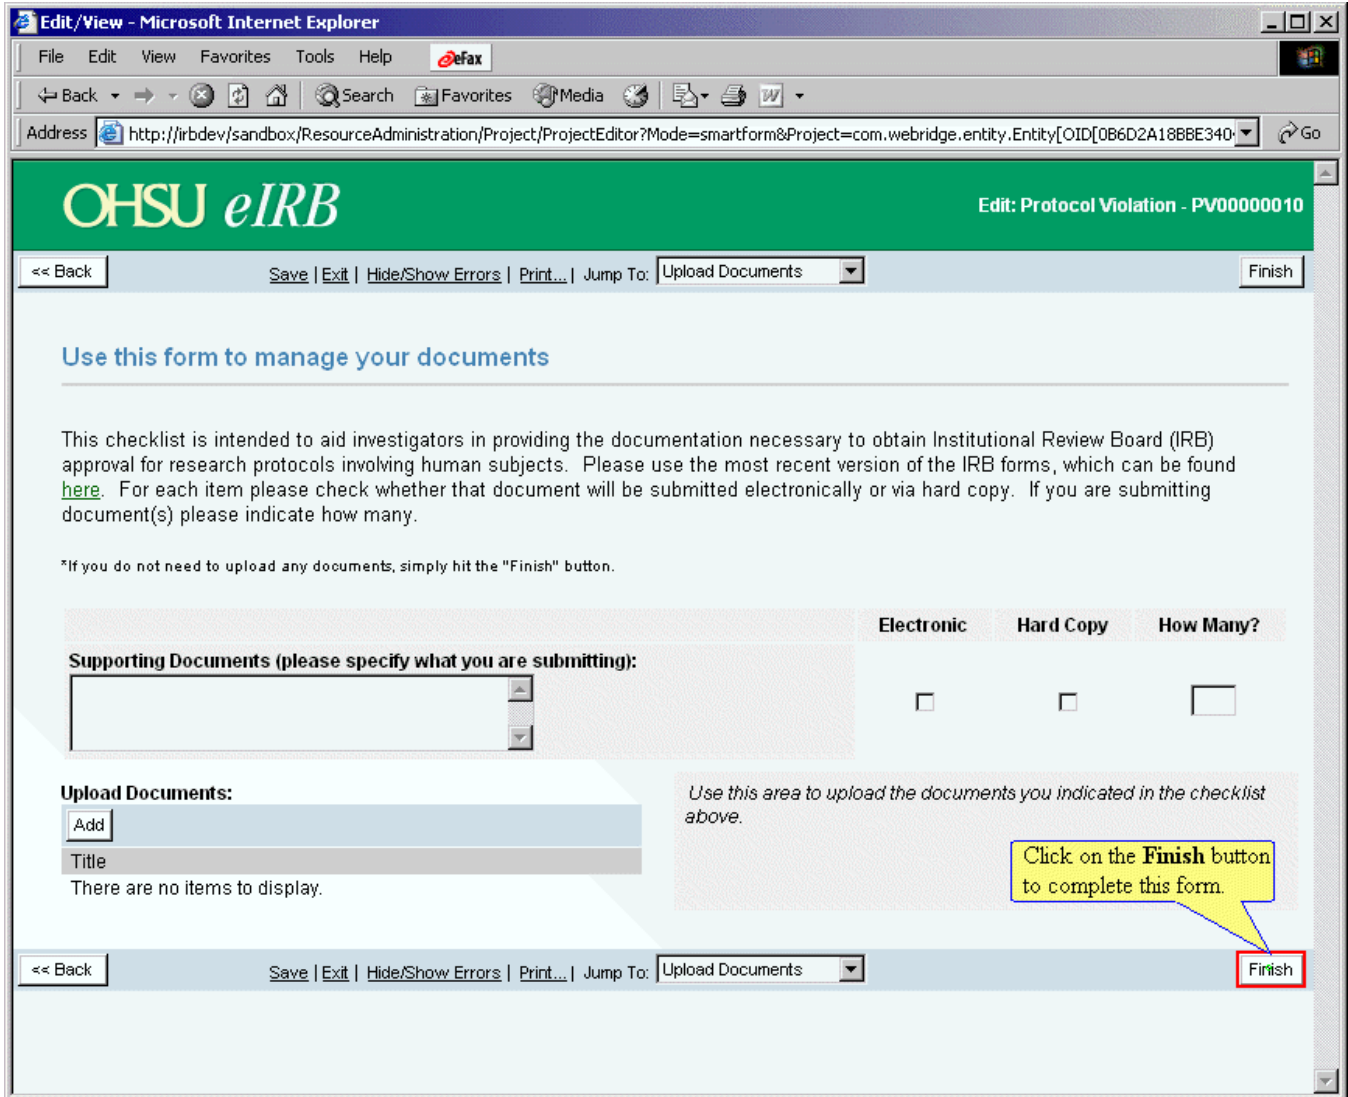 Edit/View - Microsoft Internet Explorer
File Edit View Favorites Tools Help eFax
Back Search Favorites Media
Address http://irbdev/sandbox/ResourceAdministration/Project/ProjectEditor?Mode=smartform&Project=com.webridge.entity.Entity[OID[0B6D2A18BBE340 Go
OHSU eIRB
Edit: Protocol Violation - PV00000010
<< Back Save | Exit | Hide/Show Errors | Print... | Jump To: Upload Documents Finish
Use this form to manage your documents
This checklist is intended to aid investigators in providing the documentation necessary to obtain Institutional Review Board (IRB)
approval for research protocols involving human subjects. Please use the most recent version of the IRB forms, which can be found
here. For each item please check whether that document will be submitted electronically or via hard copy. If you are submitting
document(s) please indicate how many.
*If you do not need to upload any documents, simply hit the "Finish" button.
Electronic Hard Copy How Many?
Supporting Documents (please specify what you are submitting):
Upload Documents:
Add
Title
There are no items to display.
Use this area to upload the documents you indicated in the checklist
above.
Click on the Finish button
to complete this form.
<< Back Save | Exit | Hide/Show Errors | Print... | Jump To: Upload Documents Finish